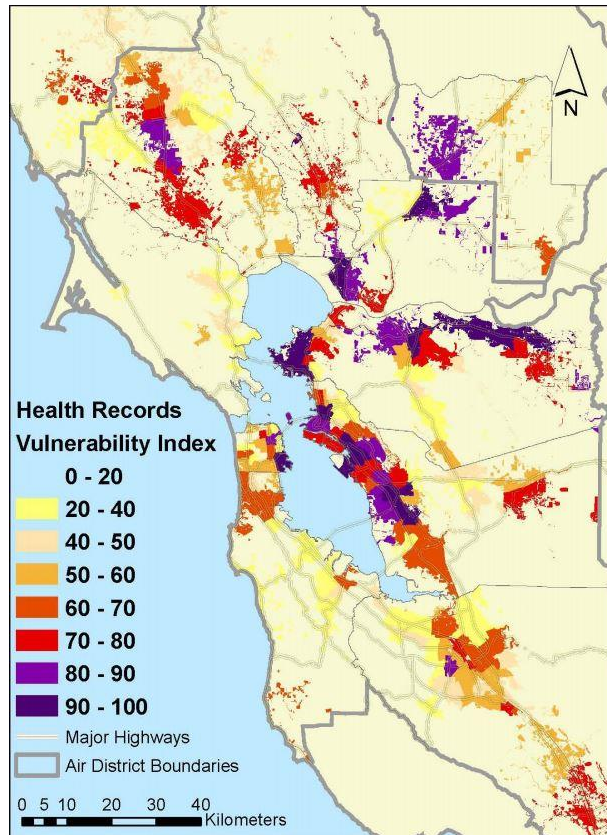 N
Health Records
Vulnerability Index
0 - 20
20 - 40
40 - 50
50 - 60
60 - 70
70 - 80
80 - 90
90 - 100
Major Highways
Air District Boundaries
0 5 10 20 30 40
Kilometers